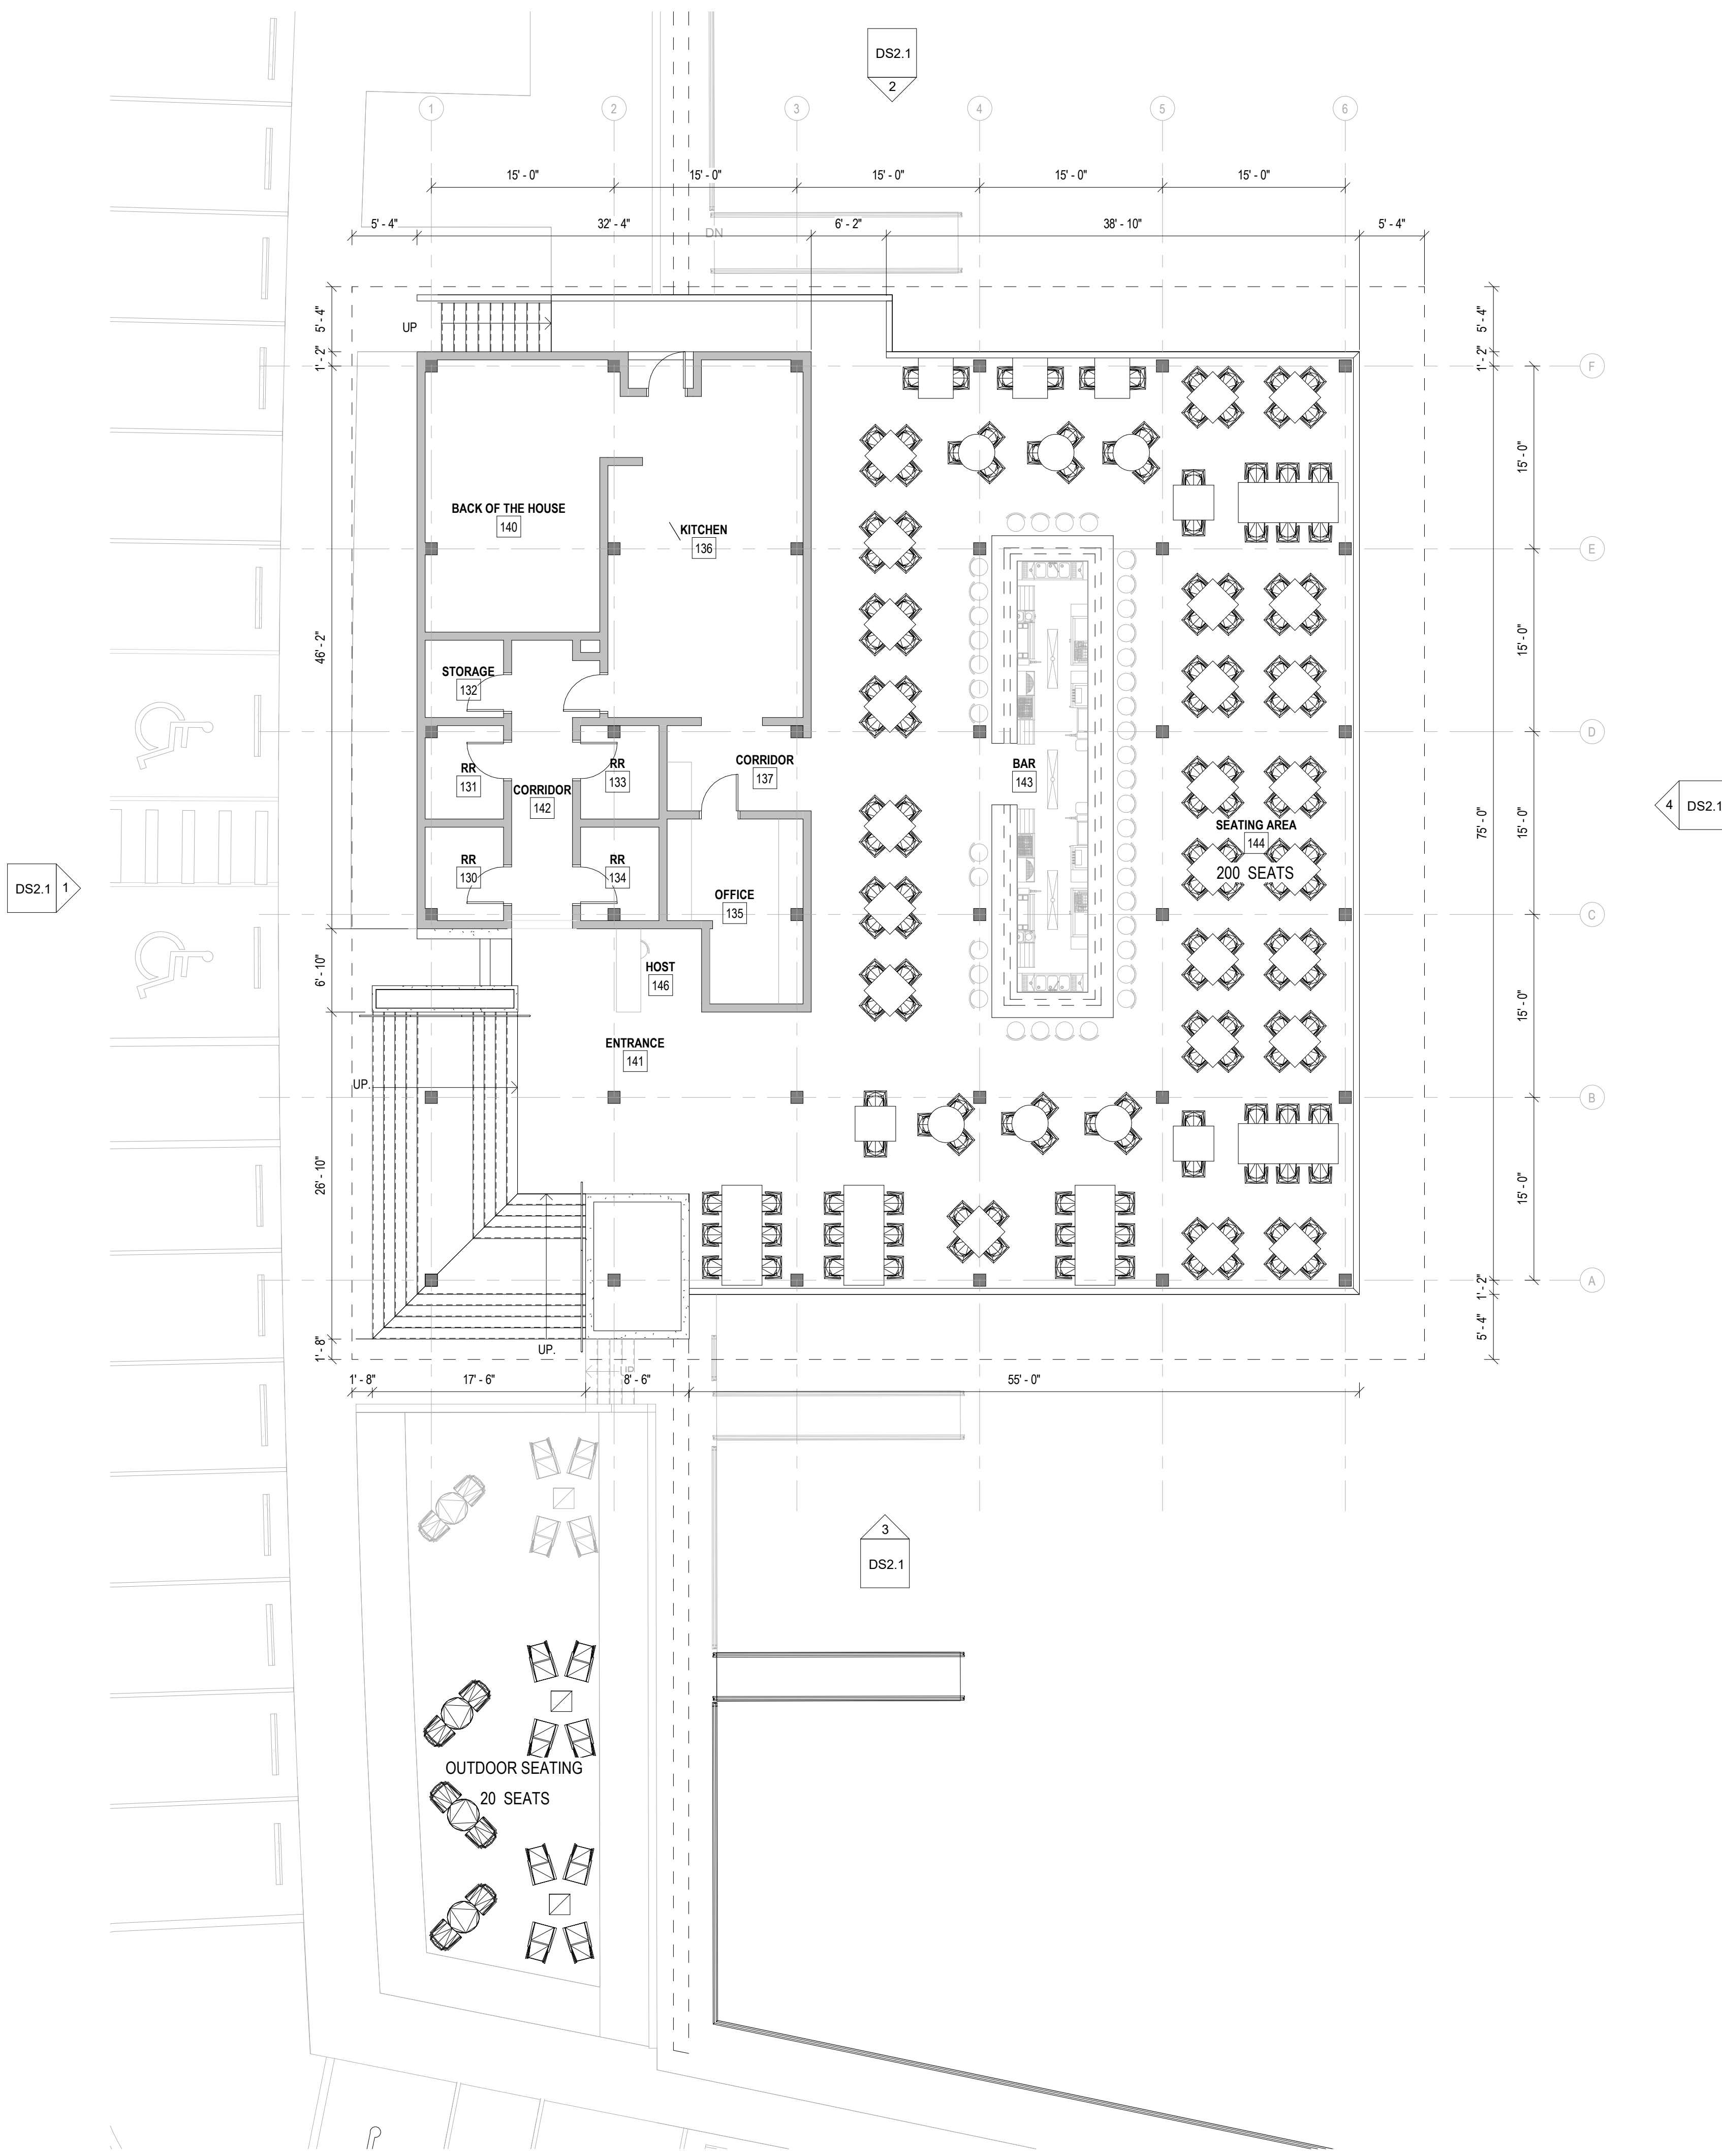 DS2.1
2
1
2
3
4
5
6
15' - 0"
15' - 0"
15' - 0"
15' - 0"
15' - 0"
5' - 4"
32' - 4"
6' - 2"
38' - 10"
5' - 4"
DN
5' - 4"
5' - 4"
UP
1' - 2"
1' - 2"
F
15' - 0"
BACK OF THE HOUSE
140
KITCHEN
136
E
46' - 2"
15' - 0"
STORAGE
132
D
RR
131
RR
133
CORRIDOR
137
BAR
143
CORRIDOR
142
4
DS2.1
75' - 0"
15' - 0"
SEATING AREA
144
200 SEATS
RR
130
RR
134
DS2.1
1
OFFICE
135
C
6' - 10"
HOST
146
15' - 0"
ENTRANCE
141
UP.
B
26' - 10"
15' - 0"
A
1' - 2"
5' - 4"
1' - 8"
UP.
UP
1' - 8"
17' - 6"
8' - 6"
55' - 0"
3
DS2.1
OUTDOOR SEATING
20 SEATS